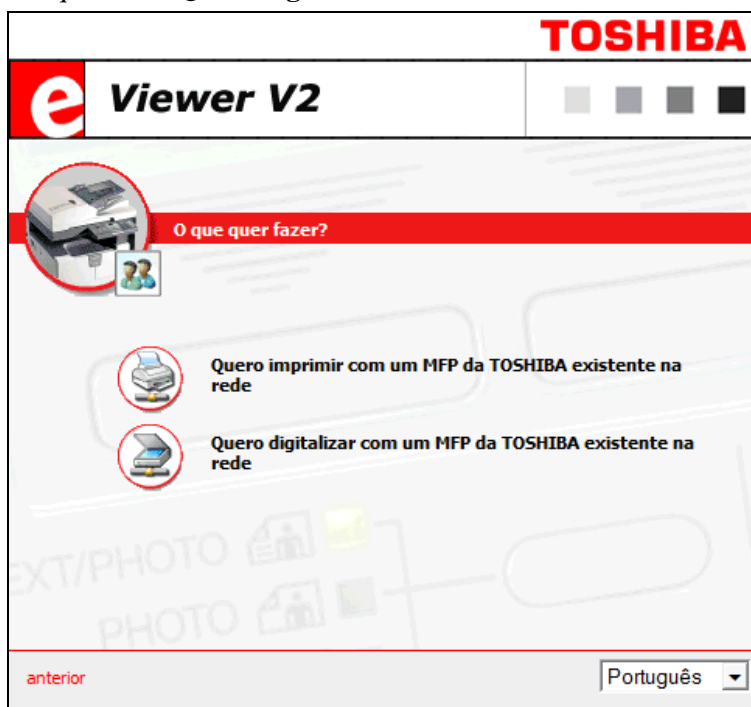 TOSHIBA
e Viewer V2
O que quer fazer?
Quero imprimir com um MFP da TOSHIBA existente na
rede
Quero digitalizar com um MFP da TOSHIBA existente na
rede
EXT/PHOTO
PHOTO
anterior
Português